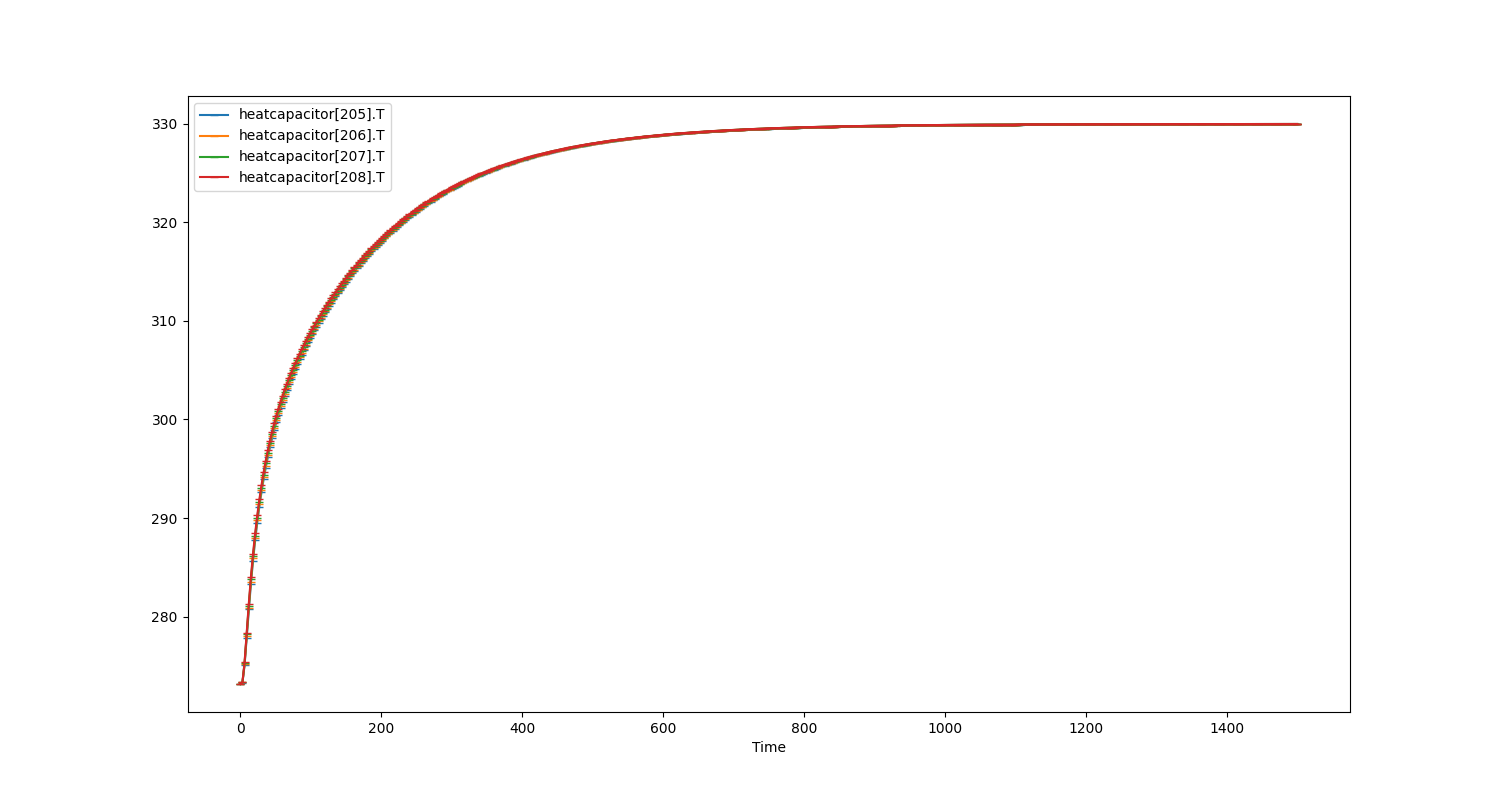 heatcapacitor[205].T
heatcapacitor[206].T
heatcapacitor[207].T
heatcapacitor[208].T
330
320
310
300
290
280
0 200 400 600 800 1000 1200 1400
Time